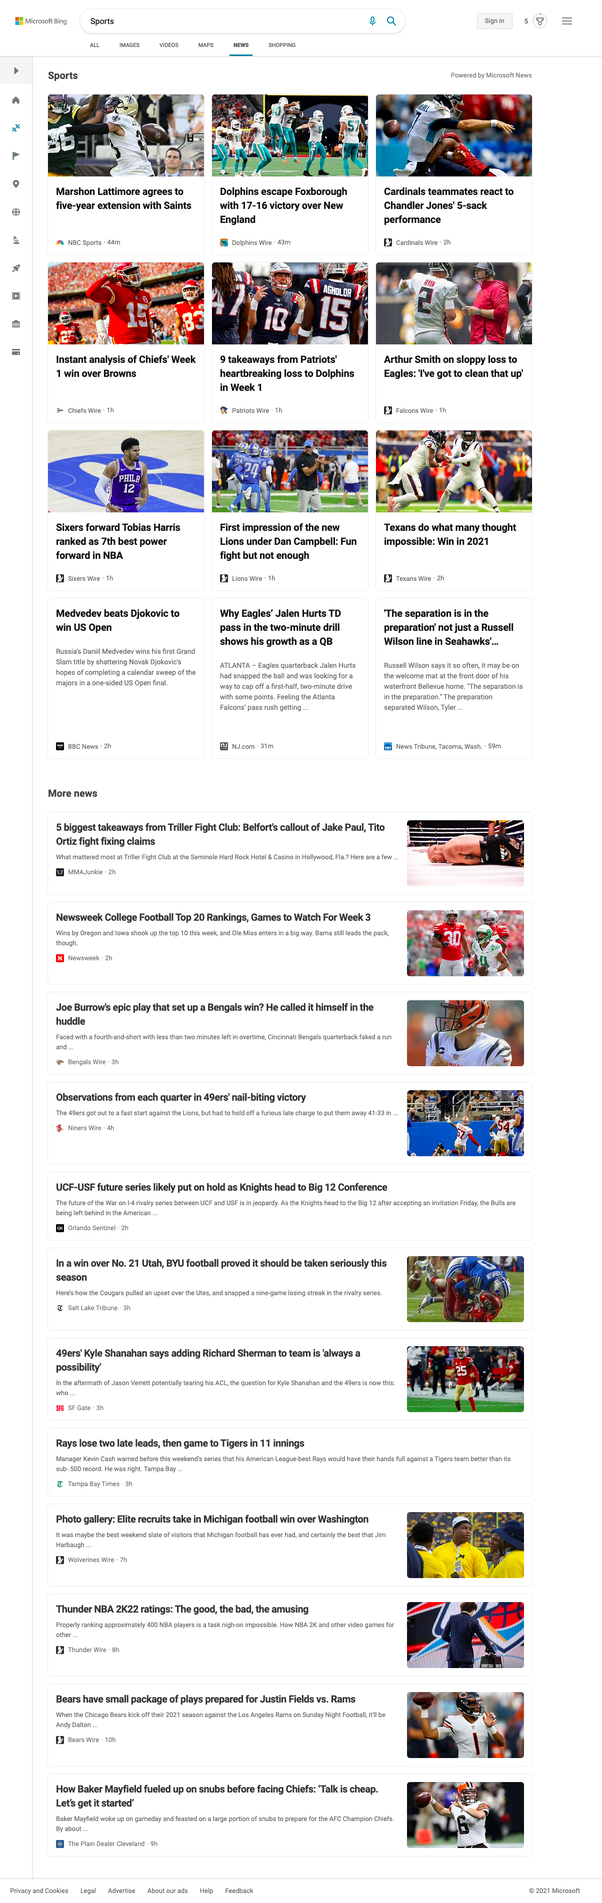 Microsoft Bing
Sports
Sign in
5
ALL
IMAGES
VIDEOS
MAPS
NEWS
SHOPPING
Sports
Powered by Microsoft News
Marshon Lattimore agrees to
five-year extension with Saints
NBC Sports · 44m
Dolphins escape Foxborough
with 17-16 victory over New
England
Dolphins Wire · 43m
Cardinals teammates react to
Chandler Jones' 5-sack
performance
Cardinals Wire · 2h
Instant analysis of Chiefs' Week
1 win over Browns
Chiefs Wire · 1h
9 takeaways from Patriots'
heartbreaking loss to Dolphins
in Week 1
Patriots Wire · 1h
Arthur Smith on sloppy loss to
Eagles: 'I've got to clean that up'
Falcons Wire · 1h
Sixers forward Tobias Harris
ranked as 7th best power
forward in NBA
Sixers Wire · 1h
First impression of the new
Lions under Dan Campbell: Fun
fight but not enough
Lions Wire · 1h
Texans do what many thought
impossible: Win in 2021
Texans Wire · 2h
Medvedev beats Djokovic to
win US Open
Russia's Daniil Medvedev wins his first Grand
Slam title by shattering Novak Djokovic's
hopes of completing a calendar sweep of the
majors in a one-sided US Open final.
BBC News · 2h
Why Eagles' Jalen Hurts TD
pass in the two-minute drill
shows his growth as a QB
ATLANTA – Eagles quarterback Jalen Hurts
had snapped the ball and was looking for a
way to cap off a first-half, two-minute drive
with some points. Feeling the Atlanta
Falcons' pass rush getting ...
NJ.com · 31m
'The separation is in the
preparation' not just a Russell
Wilson line in Seahawks'...
Russell Wilson says it so often, it may be on
the welcome mat at the front door of his
waterfront Bellevue home. "The separation is
in the preparation." The preparation
separated Wilson, Tyler ...
News Tribune, Tacoma, Wash. · 59m
More news
5 biggest takeaways from Triller Fight Club: Belfort's callout of Jake Paul, Tito
Ortiz fight fixing claims
What mattered most at Triller Fight Club at the Seminole Hard Rock Hotel & Casino in Hollywood, Fla.? Here are a few ...
MMAJunkie · 2h
Newsweek College Football Top 20 Rankings, Games to Watch For Week 3
Wins by Oregon and Iowa shook up the top 10 this week, and Ole Miss enters in a big way. Bama still leads the pack,
though.
Newsweek · 2h
Joe Burrow's epic play that set up a Bengals win? He called it himself in the
huddle
Faced with a fourth-and-short with less than two minutes left in overtime, Cincinnati Bengals quarterback faked a run
and ...
Bengals Wire · 3h
Observations from each quarter in 49ers' nail-biting victory
The 49ers got out to a fast start against the Lions, but had to hold off a furious late charge to put them away 41-33 in ...
Niners Wire · 4h
UCF-USF future series likely put on hold as Knights head to Big 12 Conference
The future of the War on I-4 rivalry series between UCF and USF is in jeopardy. As the Knights head to the Big 12 after accepting an invitation Friday, the Bulls are
being left behind in the American ...
Orlando Sentinel · 2h
In a win over No. 21 Utah, BYU football proved it should be taken seriously this
season
Here's how the Cougars pulled an upset over the Utes, and snapped a nine-game losing streak in the rivalry series.
Salt Lake Tribune · 3h
49ers' Kyle Shanahan says adding Richard Sherman to team is 'always a
possibility'
In the aftermath of Jason Verrett potentially tearing his ACL, the question for Kyle Shanahan and the 49ers is now this:
who ...
SF Gate · 3h
Rays lose two late leads, then game to Tigers in 11 innings
Manager Kevin Cash warned before this weekend's series that his American League-best Rays would have their hands full against a Tigers team better than its
sub-.500 record. He was right. Tampa Bay ...
Tampa Bay Times · 3h
Photo gallery: Elite recruits take in Michigan football win over Washington
It was maybe the best weekend slate of visitors that Michigan football has ever had, and certainly the best that Jim
Harbaugh ...
Wolverines Wire · 7h
Thunder NBA 2K22 ratings: The good, the bad, the amusing
Properly ranking approximately 400 NBA players is a task nigh-on impossible. How NBA 2K and other video games for
other ...
Thunder Wire · 8h
Bears have small package of plays prepared for Justin Fields vs. Rams
When the Chicago Bears kick off their 2021 season against the Los Angeles Rams on Sunday Night Football, it'll be
Andy Dalton ...
Bears Wire · 10h
How Baker Mayfield fueled up on snubs before facing Chiefs: 'Talk is cheap.
Let's get it started'
Baker Mayfield woke up on gameday and feasted on a large portion of snubs to prepare for the AFC Champion Chiefs.
By about ...
The Plain Dealer Cleveland · 9h
Privacy and Cookies
Legal
Advertise
About our ads
Help
Feedback
© 2021 Microsoft